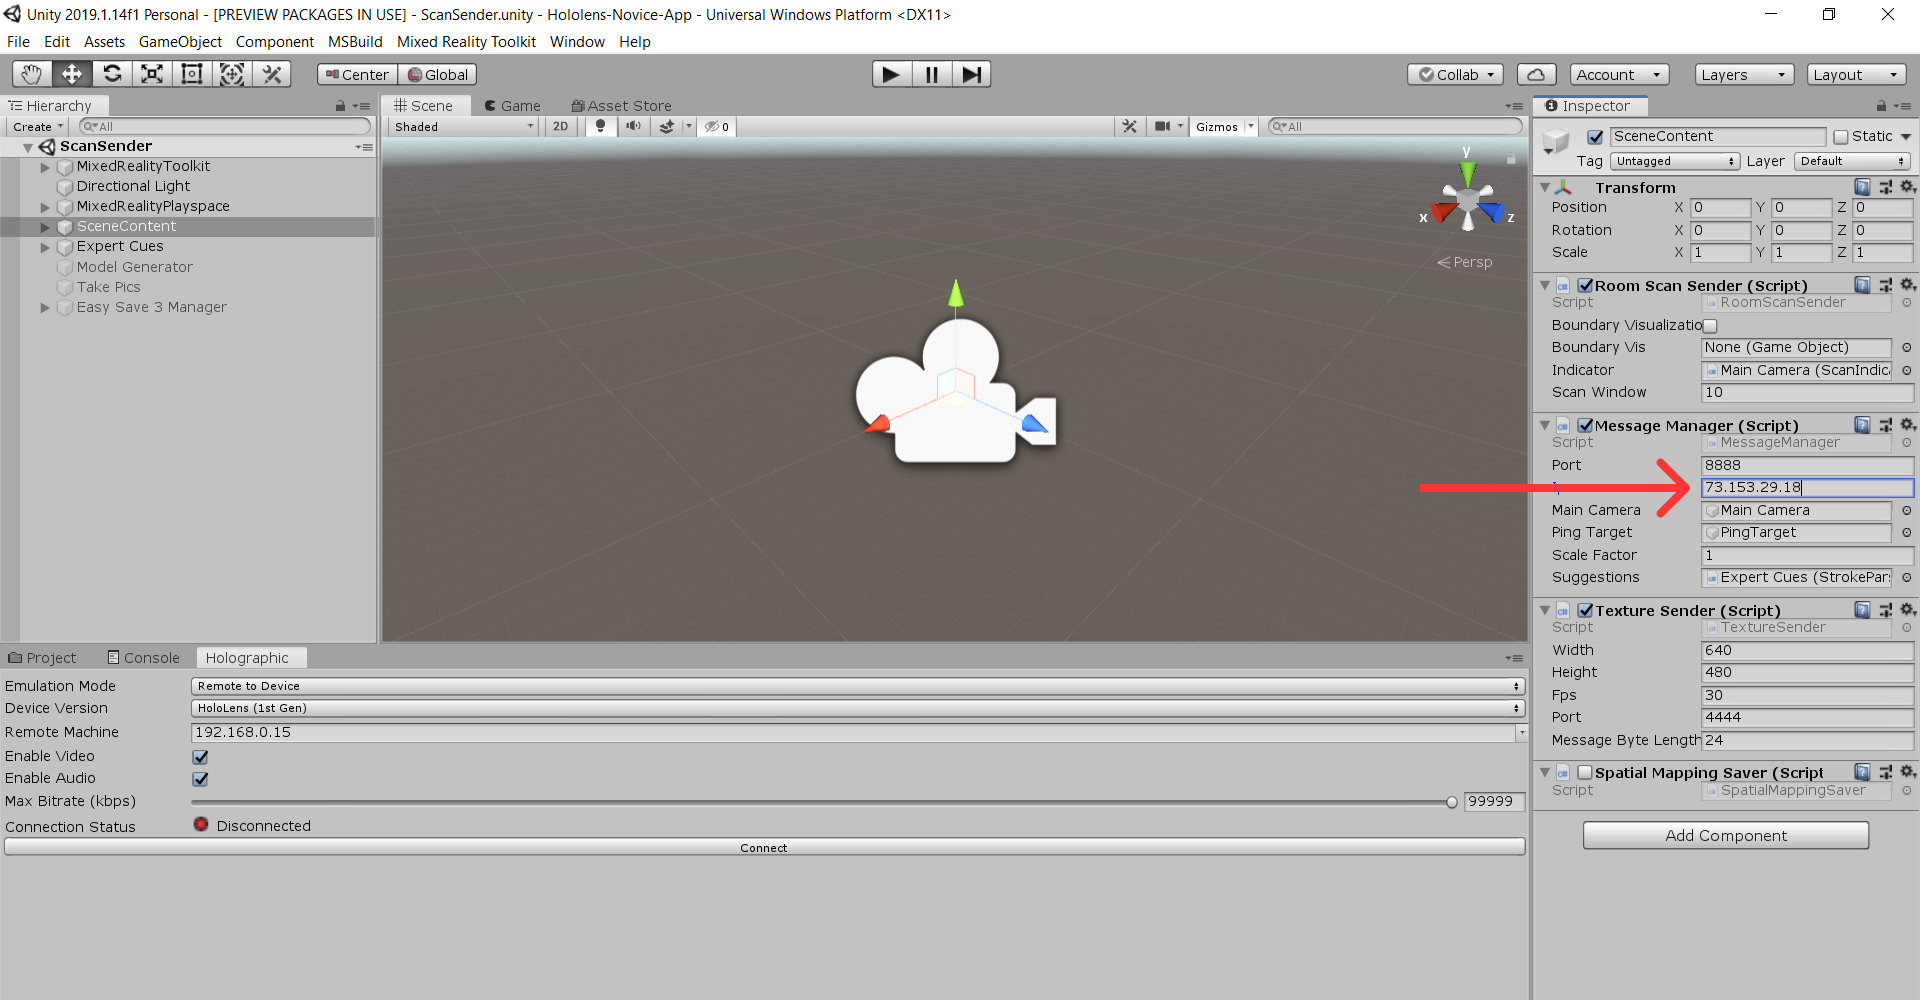 Unity 2019.1.14f1 Personal - [PREVIEW PACKAGES IN USE] - ScanSender.unity - Hololens-Novice-App - Universal Windows Platform <DX11>
File Edit Assets GameObject Component MSBuild Mixed Reality Toolkit Window Help
Center Global Collab Account Layers Layout
Hierarchy Scene Game Asset Store Inspector
Create All Shaded 2D 0 Gizmos All
SceneContent Static
Tag Untagged Layer Default
ScanSender
MixedRealityToolkit
Directional Light
MixedRealityPlayspace
SceneContent
Expert Cues
Model Generator
Take Pics
Easy Save 3 Manager
y
x z
Persp
Transform
Position X 0 Y 0 Z 0
Rotation X 0 Y 0 Z 0
Scale X 1 Y 1 Z 1
Room Scan Sender (Script)
Script RoomScanSender
Boundary Visualizatio
Boundary Vis None (Game Object)
Indicator Main Camera (ScanIndic
Scan Window 10
Message Manager (Script)
Script MessageManager
Port 8888
73.153.29.18
Main Camera Main Camera
Ping Target PingTarget
Scale Factor 1
Suggestions Expert Cues (StrokePar
Texture Sender (Script)
Script TextureSender
Width 640
Height 480
Fps 30
Port 4444
Message Byte Length 24
Spatial Mapping Saver (Script
Script SpatialMappingSaver
Add Component
Project Console Holographic
Emulation Mode Remote to Device
Device Version HoloLens (1st Gen)
Remote Machine 192.168.0.15
Enable Video
Enable Audio
Max Bitrate (kbps) 99999
Connection Status Disconnected
Connect